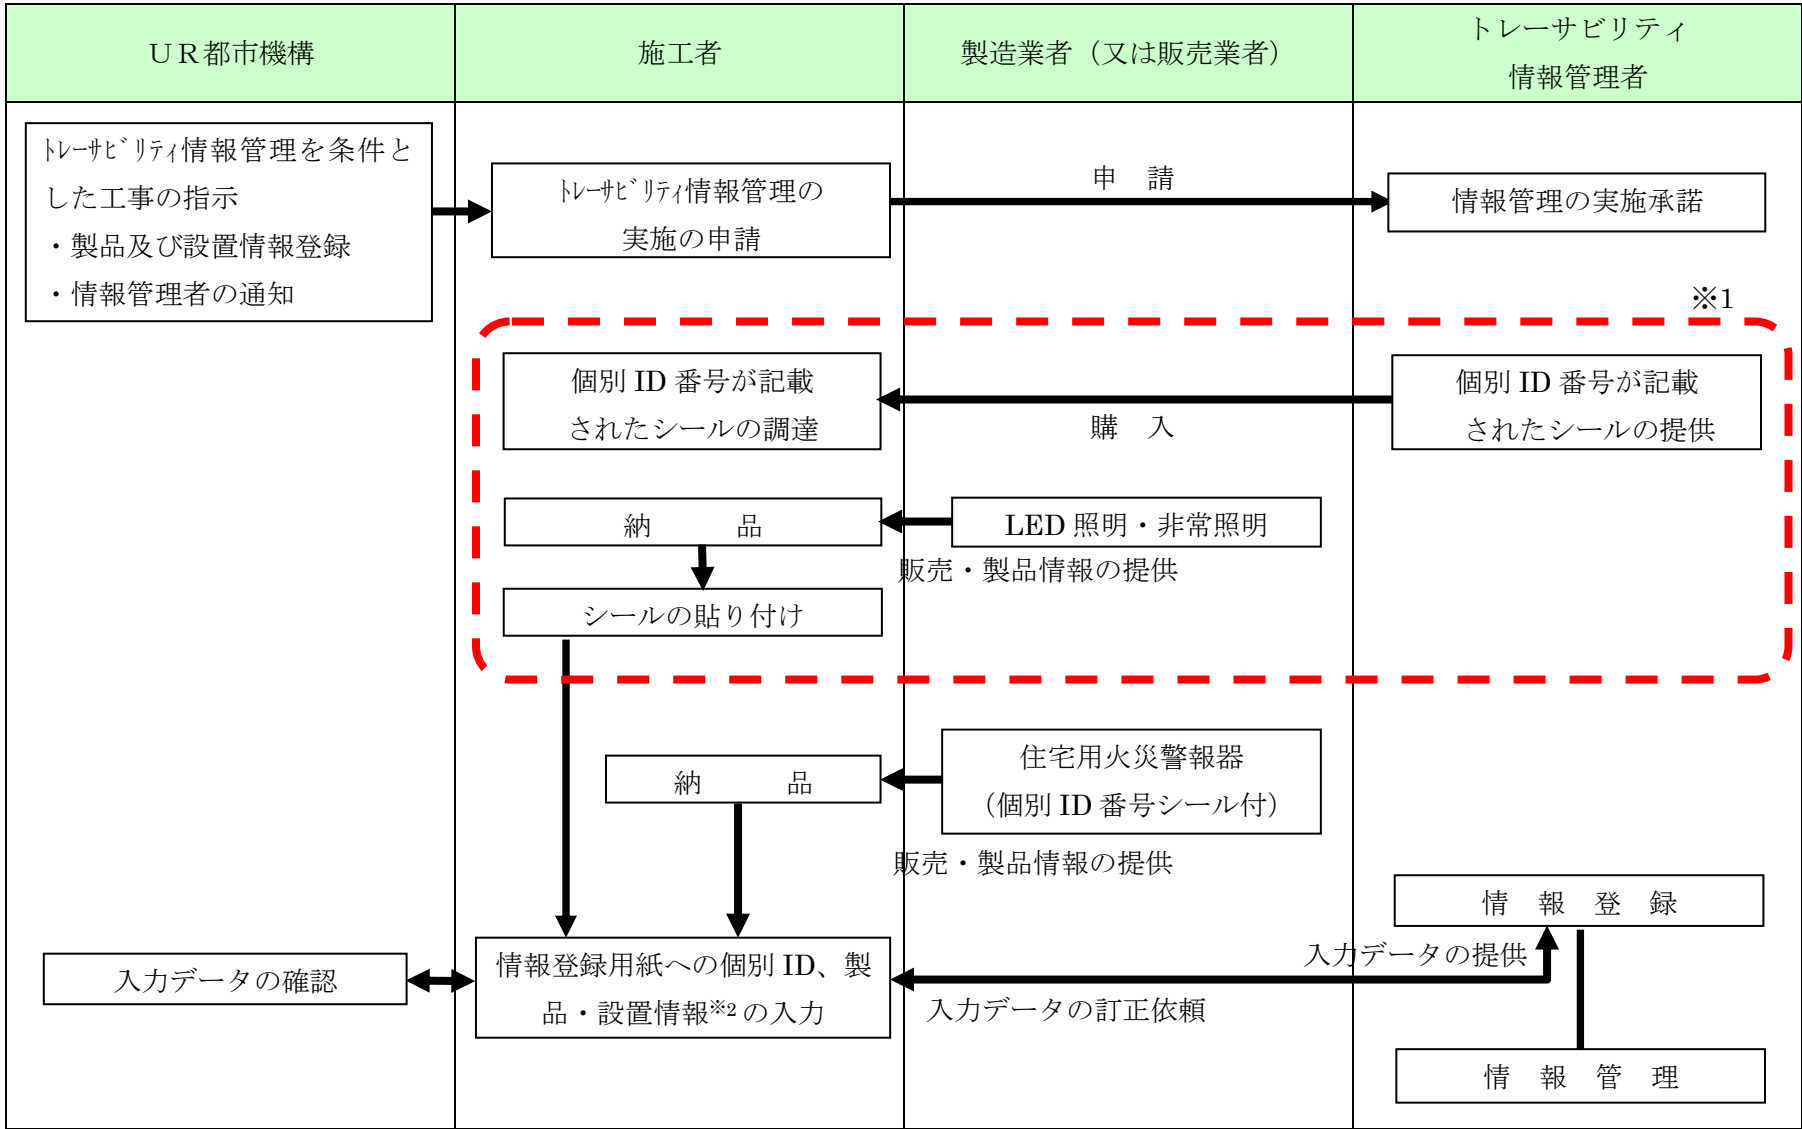 ＵＲ都市機構
施工者
製造業者（又は販売業者）
トレーサビリティ
情報管理者
ﾄﾚｰｻﾋﾞﾘﾃｨ情報管理を条件と
した工事の指示
・製品及び設置情報登録
・情報管理者の通知
ﾄﾚｰｻﾋﾞﾘﾃｨ情報管理の
実施の申請
申　請
情報管理の実施承諾
※1
個別 ID 番号が記載
されたシールの調達
購　入
個別 ID 番号が記載
されたシールの提供
納　　　品
LED 照明・非常照明
販売・製品情報の提供
シールの貼り付け
納　　　品
住宅用火災警報器
（個別 ID 番号シール付）
販売・製品情報の提供
情　報　登　録
入力データの提供
入力データの確認
情報登録用紙への個別 ID、製
品・設置情報※2 の入力
入力データの訂正依頼
情　報　管　理